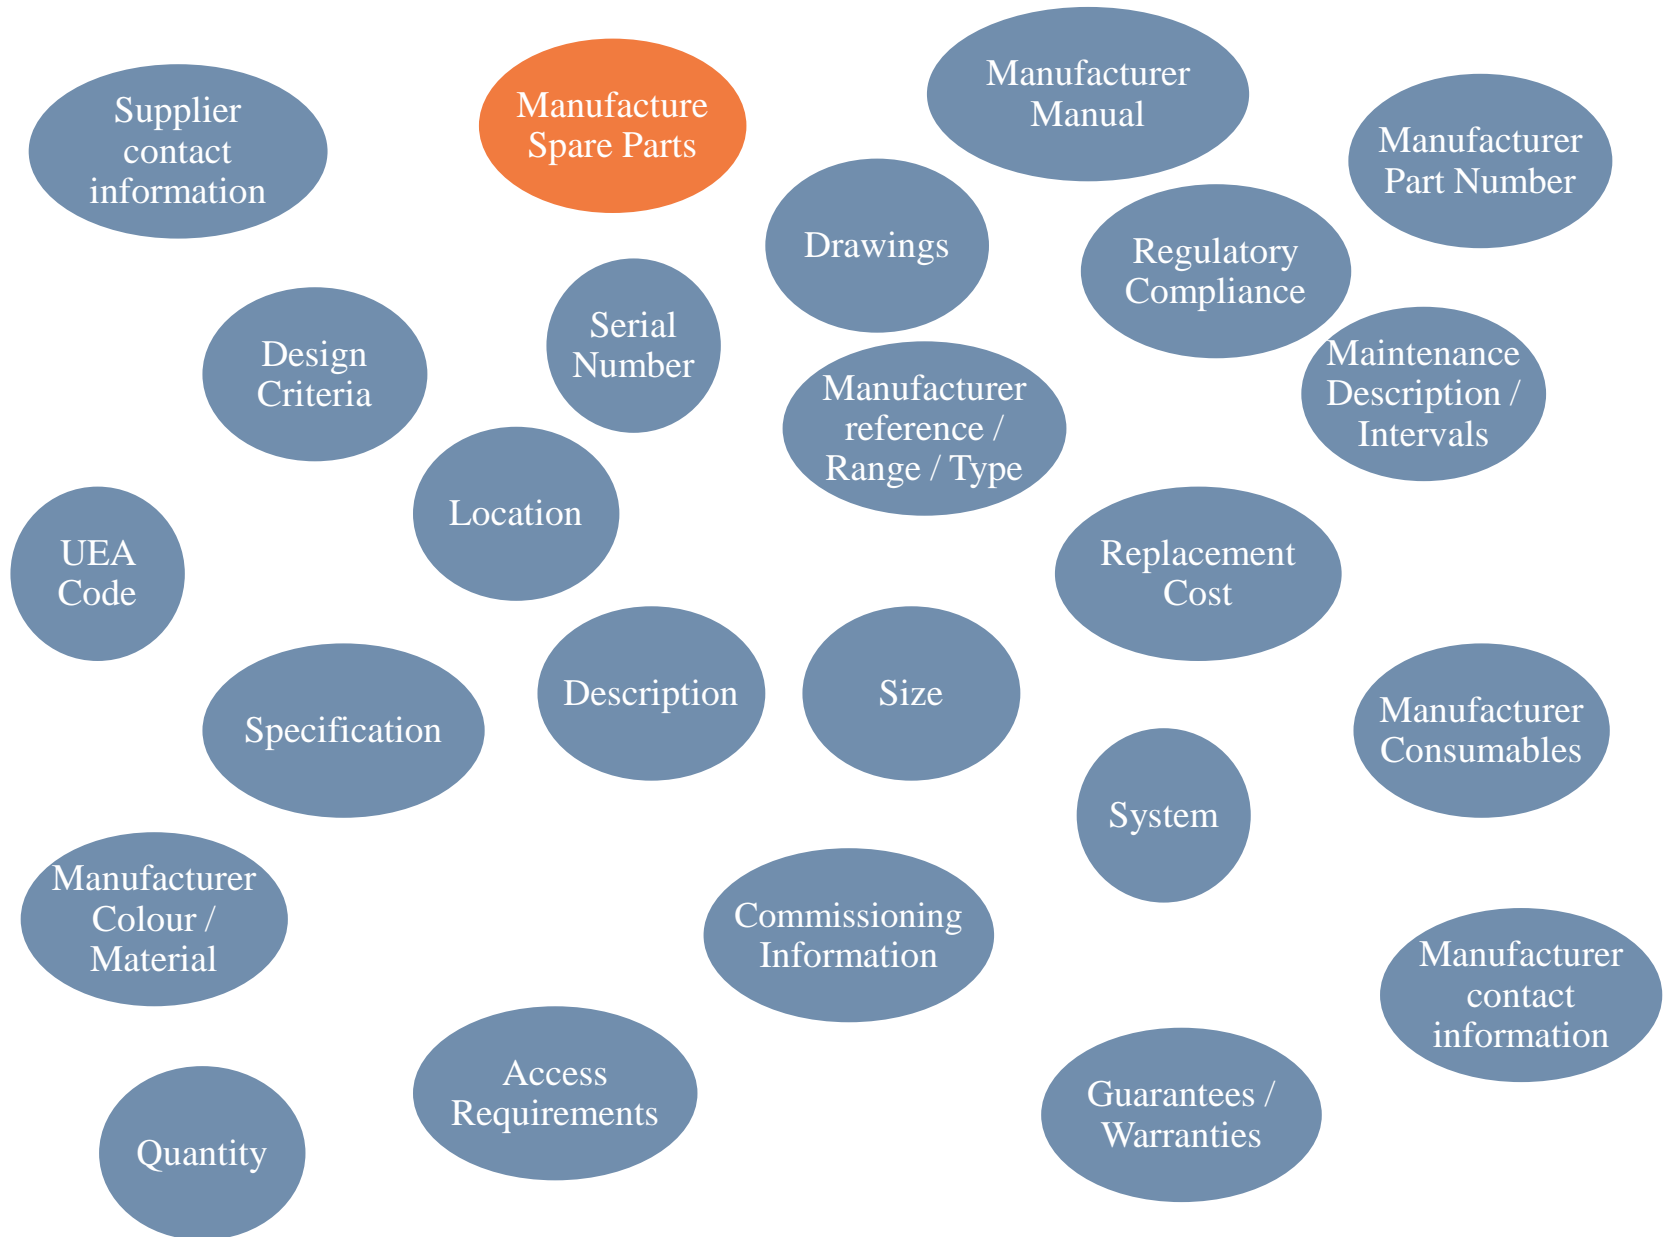 Supplier
contact
information
Manufacture
Spare Parts
Manufacturer
Manual
Manufacturer
Part Number
Drawings
Regulatory
Compliance
Design
Criteria
Serial
Number
Manufacturer
reference /
Range / Type
Maintenance
Description /
Intervals
UEA
Code
Location
Replacement
Cost
Specification
Description
Size
System
Manufacturer
Consumables
Manufacturer
Colour /
Material
Commissioning
Information
Manufacturer
contact
information
Quantity
Access
Requirements
Guarantees /
Warranties